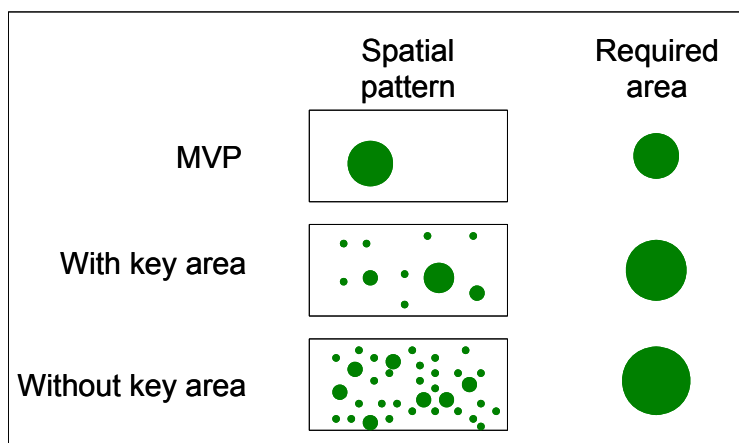 Spatial
pattern
Required
area
MVP
With key area
Without key area